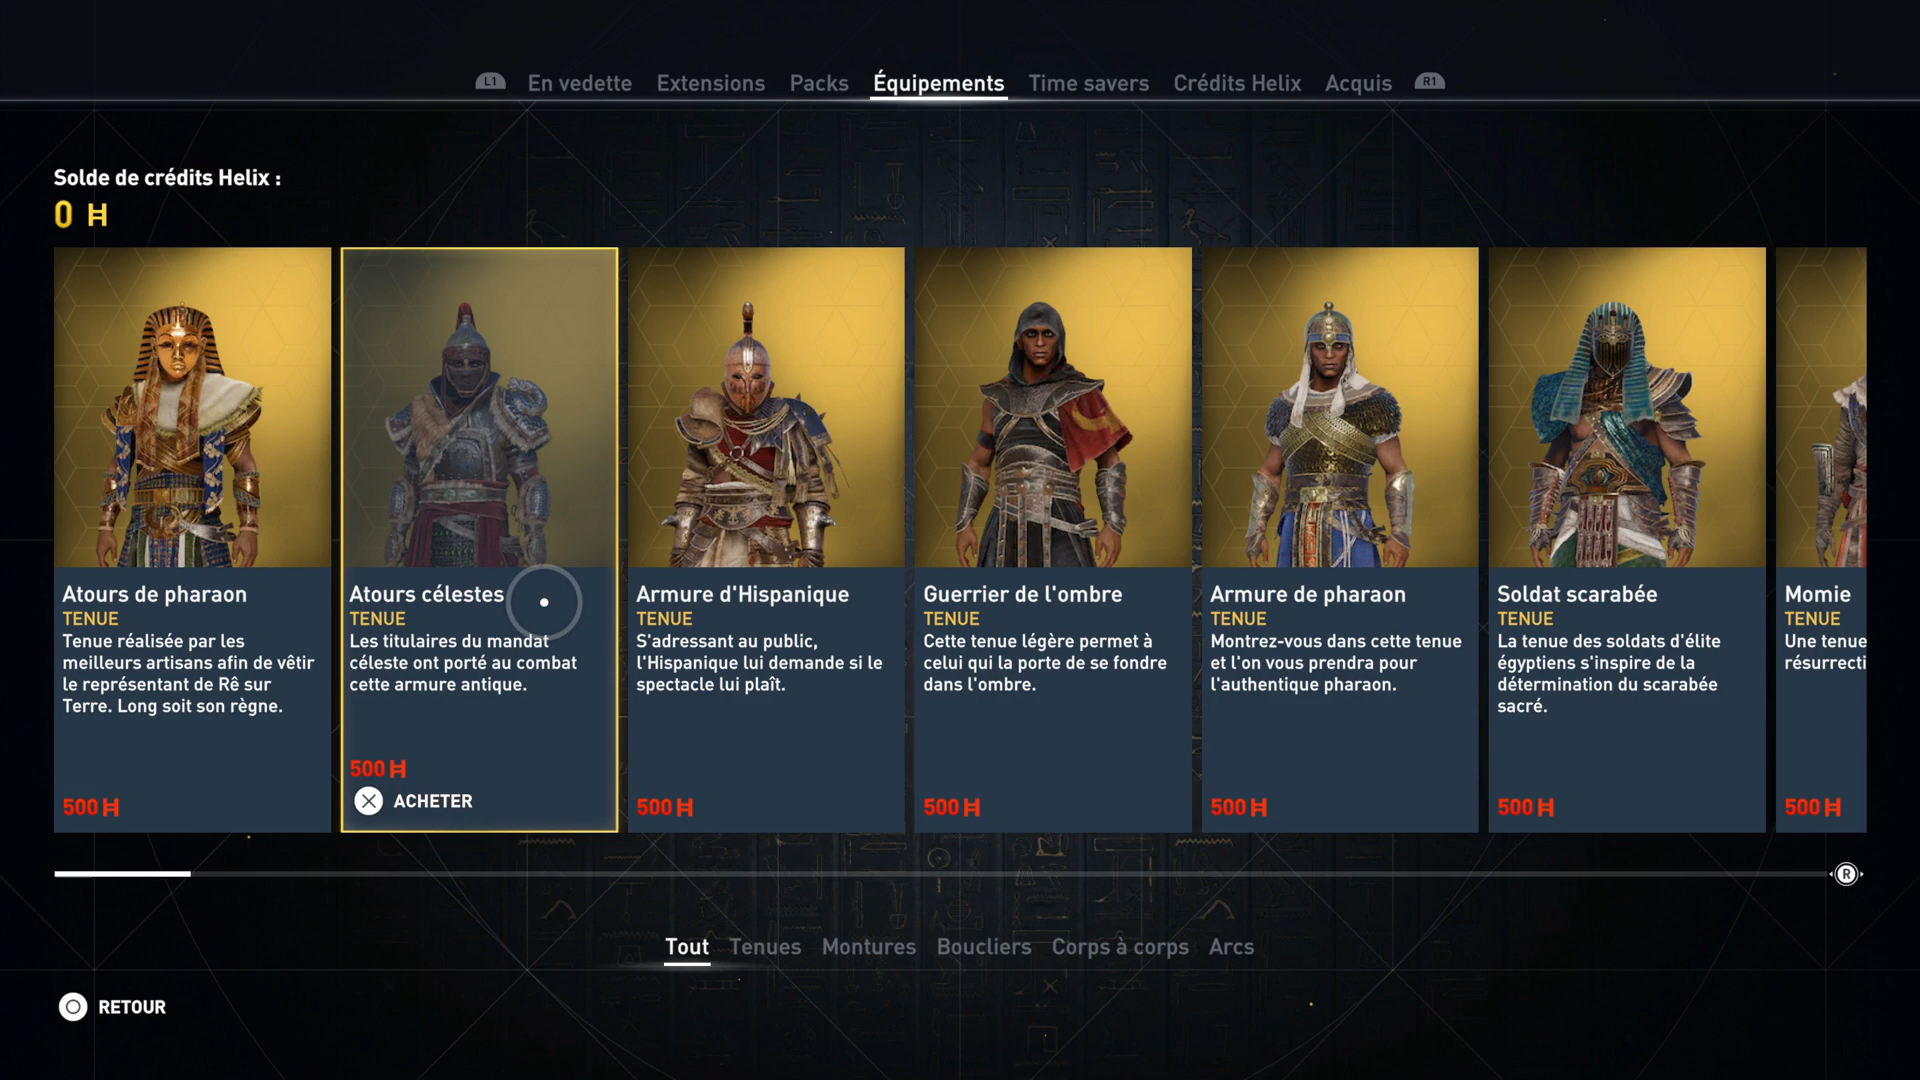 L1 En vedette Extensions Packs Équipements Time savers Crédits Helix Acquis R1
Solde de crédits Helix :
0 H
Atours de pharaon
TENUE
Tenue réalisée par les
meilleurs artisans afin de vêtir
le représentant de Rê sur
Terre. Long soit son règne.
500 H
Atours célestes
TENUE
Les titulaires du mandat
céleste ont porté au combat
cette armure antique.
500 H
ACHETER
Armure d'Hispanique
TENUE
S'adressant au public,
l'Hispanique lui demande si le
spectacle lui plaît.
500 H
Guerrier de l'ombre
TENUE
Cette tenue légère permet à
celui qui la porte de se fondre
dans l'ombre.
500 H
Armure de pharaon
TENUE
Montrez-vous dans cette tenue
et l'on vous prendra pour
l'authentique pharaon.
500 H
Soldat scarabée
TENUE
La tenue des soldats d'élite
égyptiens s'inspire de la
détermination du scarabée
sacré.
500 H
Momie
TENUE
Une tenue
résurrecti
500 H
R
Tout Tenues Montures Boucliers Corps à corps Arcs
RETOUR